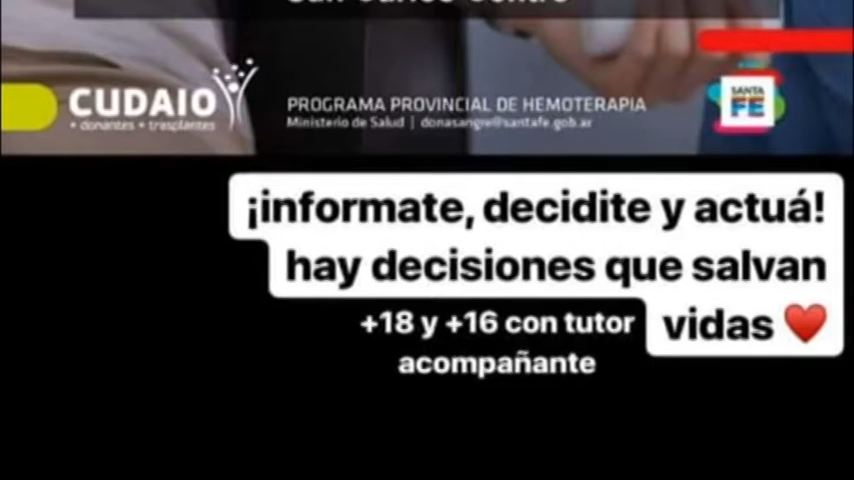 CUDAIO
• donantes • trasplantes
PROGRAMA PROVINCIAL DE HEMOTERAPIA
Ministerio de Salud | donasangre@santafe.gob.ar
SANTA
FE
¡informate, decidite y actuá!
hay decisiones que salvan
vidas ❤️
+18 y +16 con tutor
acompañante